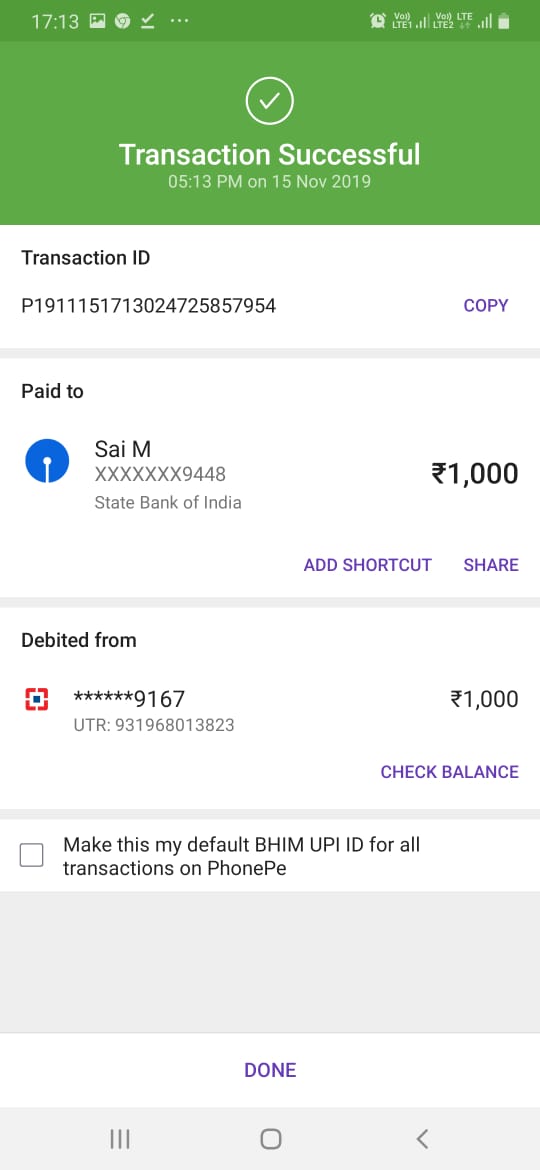 17:13
Vo)) LTE1 Vo)) LTE LTE2
Transaction Successful
05:13 PM on 15 Nov 2019
Transaction ID
P1911151713024725857954 COPY
Paid to
Sai M
XXXXXXX9448 ₹1,000
State Bank of India
ADD SHORTCUT SHARE
Debited from
******9167 ₹1,000
UTR: 931968013823
CHECK BALANCE
Make this my default BHIM UPI ID for all
transactions on PhonePe
DONE